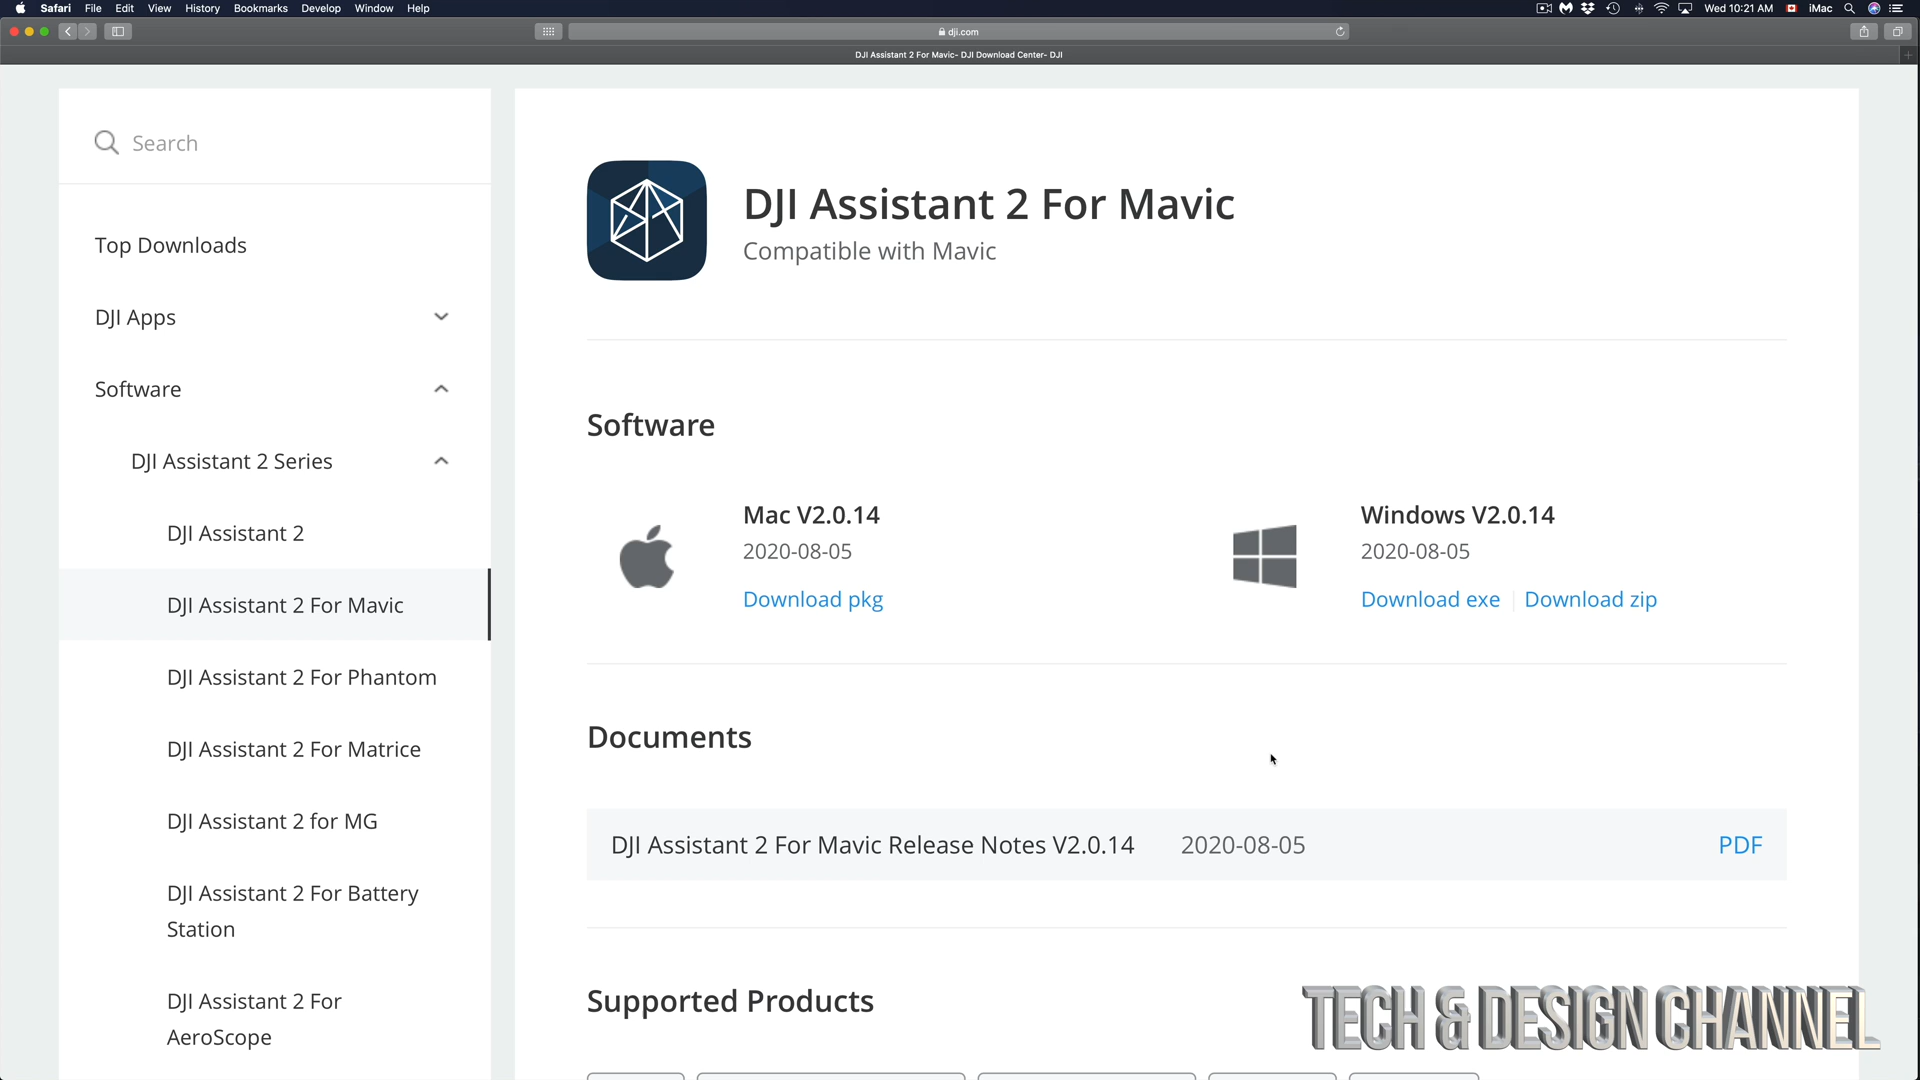 Safari File Edit View History Bookmarks Develop Window Help
Wed 10:21 AM iMac
dji.com
DJI Assistant 2 For Mavic- DJI Download Center- DJI
Search
Top Downloads
DJI Apps
Software
DJI Assistant 2 Series
DJI Assistant 2
DJI Assistant 2 For Mavic
DJI Assistant 2 For Phantom
DJI Assistant 2 For Matrice
DJI Assistant 2 for MG
DJI Assistant 2 For Battery
Station
DJI Assistant 2 For
AeroScope
DJI Assistant 2 For Mavic
Compatible with Mavic
Software
Mac V2.0.14
2020-08-05
Download pkg
Windows V2.0.14
2020-08-05
Download exe Download zip
Documents
DJI Assistant 2 For Mavic Release Notes V2.0.14 2020-08-05 PDF
Supported Products
TECH & DESIGN CHANNEL